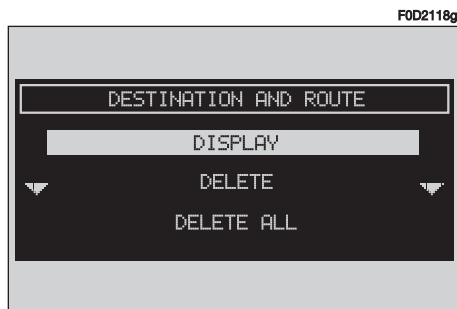 F0D2118g
DESTINATION AND ROUTE
DISPLAY
DELETE
DELETE ALL